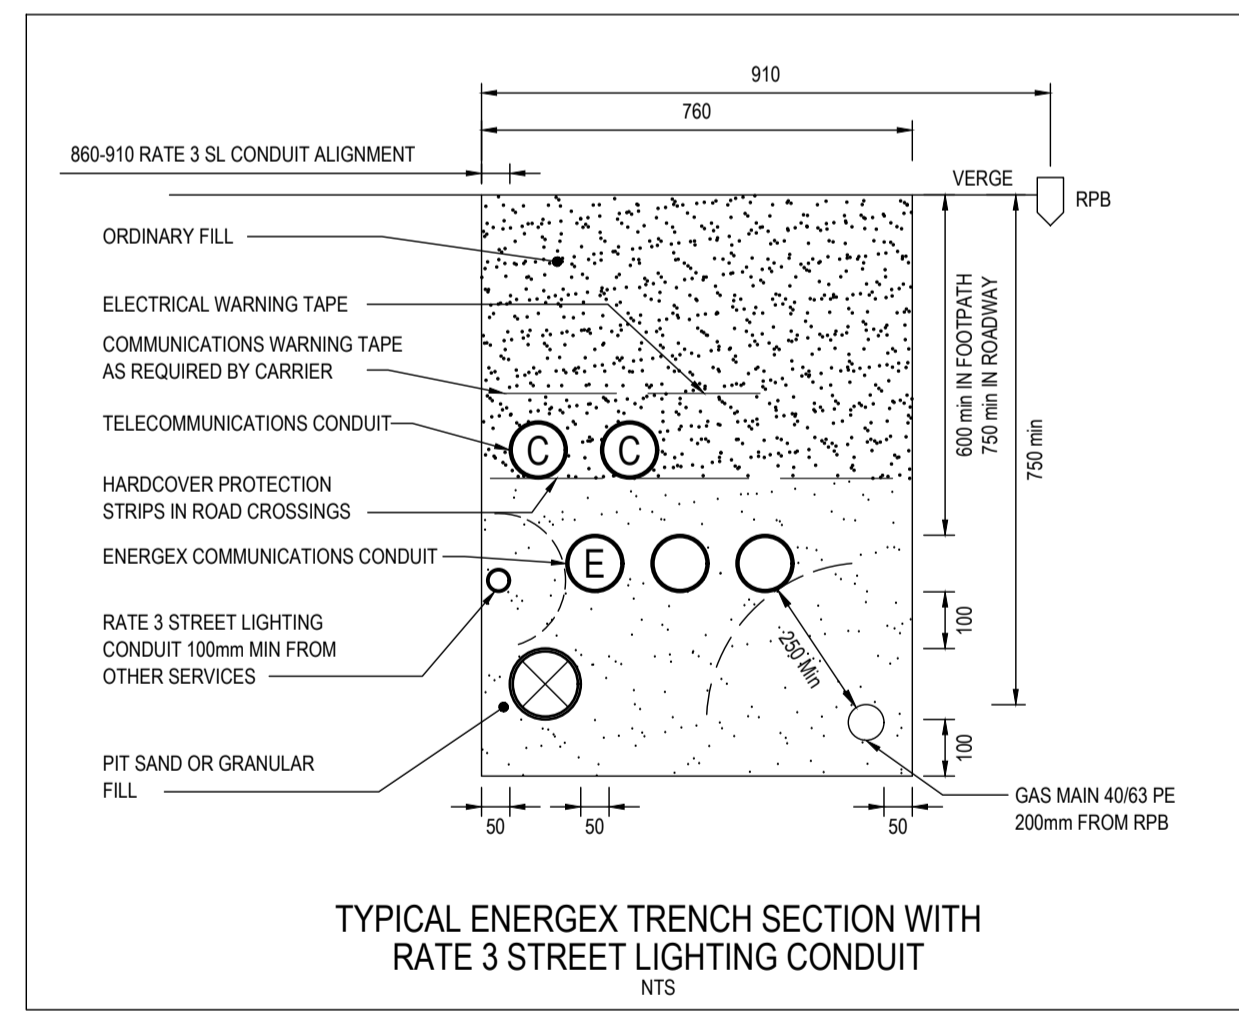 910
760
860-910 RATE 3 SL CONDUIT ALIGNMENT
VERGE
RPB
ORDINARY FILL
ELECTRICAL WARNING TAPE
COMMUNICATIONS WARNING TAPE
AS REQUIRED BY CARRIER
TELECOMMUNICATIONS CONDUIT
C
C
HARDCOVER PROTECTION
STRIPS IN ROAD CROSSINGS
ENERGEX COMMUNICATIONS CONDUIT
E
RATE 3 STREET LIGHTING
CONDUIT 100mm MIN FROM
OTHER SERVICES
PIT SAND OR GRANULAR
FILL
600 min IN FOOTPATH
750 min IN ROADWAY
750 min
100
250 Min
100
GAS MAIN 40/63 PE
200mm FROM RPB
50
50
50
TYPICAL ENERGEX TRENCH SECTION WITH
RATE 3 STREET LIGHTING CONDUIT
NTS